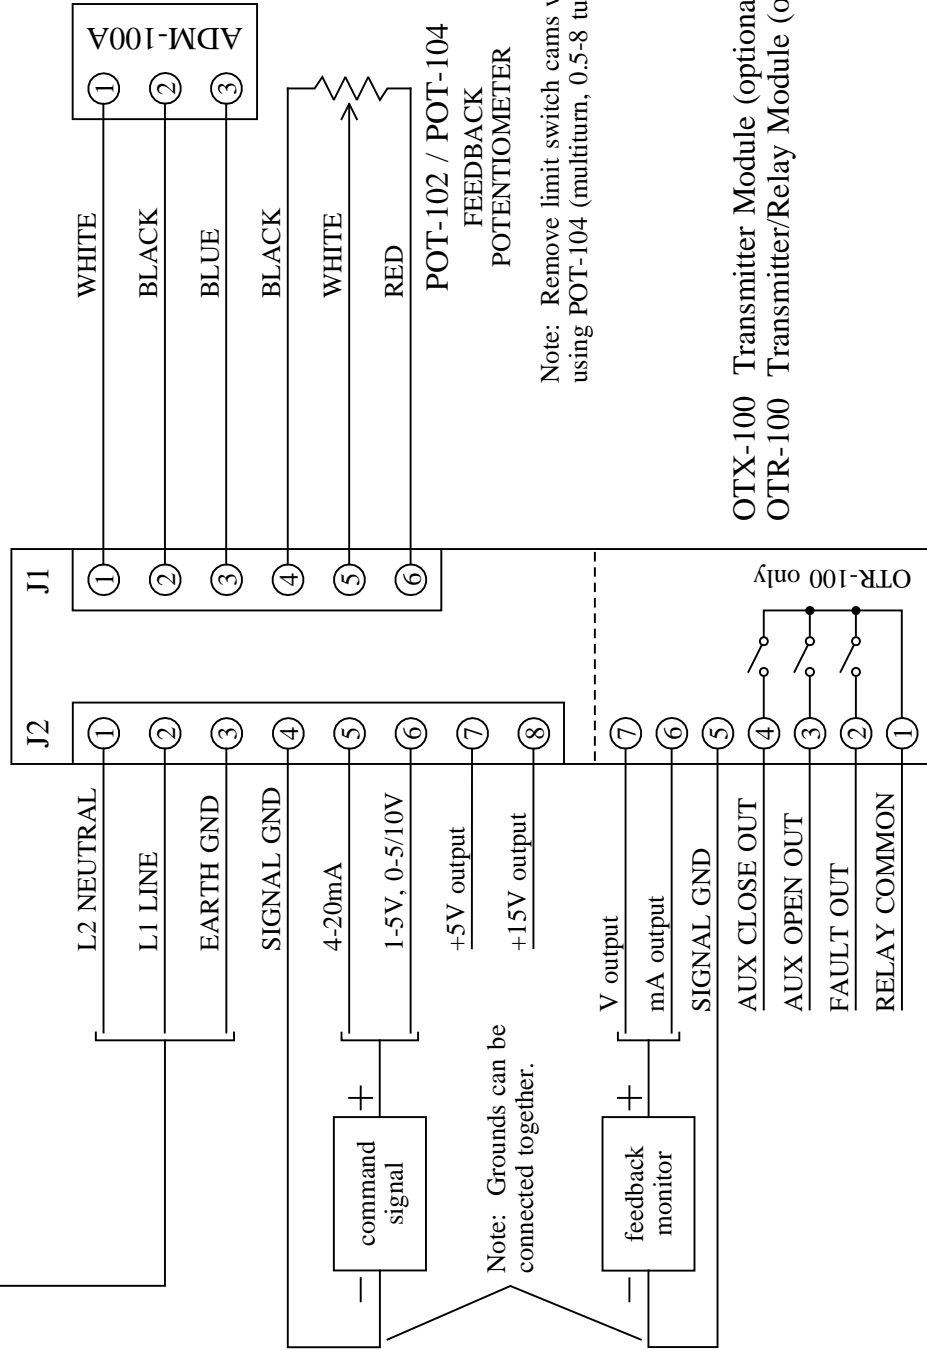 Note: Grounds can be
connected together.
command
signal
feedback
monitor
−
+
−
+
L2 NEUTRAL
L1 LINE
EARTH GND
SIGNAL GND
4-20mA
1-5V, 0-5/10V
+5V output
+15V output
V output
mA output
SIGNAL GND
AUX CLOSE OUT
AUX OPEN OUT
FAULT OUT
RELAY COMMON
J2
1
2
3
4
5
6
7
8
7
6
5
4
3
2
1
OTR-100 only
J1
1
2
3
4
5
6
WHITE
BLACK
BLUE
BLACK
WHITE
RED
ADM-100A
1
2
3
POT-102 / POT-104
FEEDBACK
POTENTIOMETER
Note: Remove limit switch cams
using POT-104 (multiturn, 0.5-8 tu
OTX-100 Transmitter Module (optiona
OTR-100 Transmitter/Relay Module (o